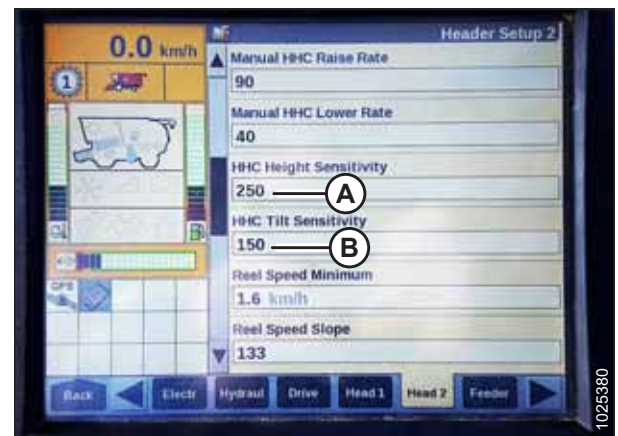 0.0 km/h
Header Setup 2
1
Manual HHC Raise Rate
90
Manual HHC Lower Rate
40
HHC Height Sensitivity
250
A
HHC Tilt Sensitivity
150
B
Reel Speed Minimum
1.6 km/h
Reel Speed Slope
133
GPS
Back
Electr
Hydraul
Drive
Head 1
Head 2
Feeder
1025380